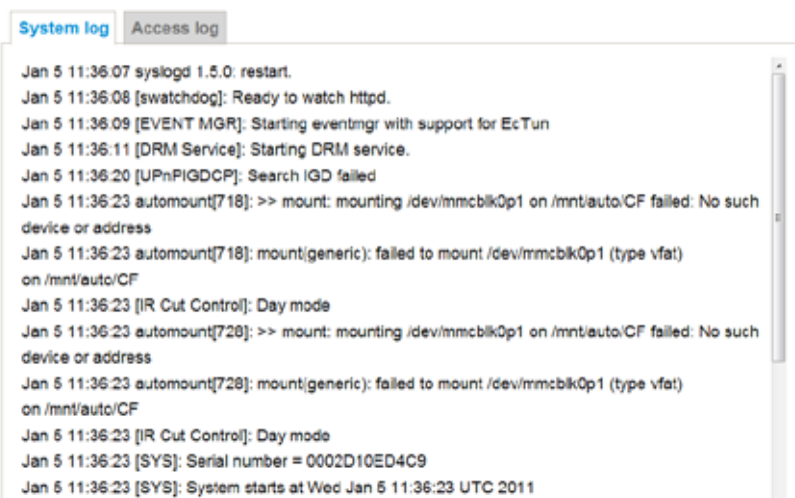 System log Access log
Jan 5 11:36:07 syslogd 1.5.0: restart.
Jan 5 11:36:08 [swatchdog]: Ready to watch httpd.
Jan 5 11:36:09 [EVENT MGR]: Starting eventmgr with support for EcTun
Jan 5 11:36:11 [DRM Service]: Starting DRM service.
Jan 5 11:36:20 [UPnPIGDCP]: Search IGD failed
Jan 5 11:36:23 automount[718]: >> mount: mounting /dev/mmcblk0p1 on /mnt/auto/CF failed: No such
device or address
Jan 5 11:36:23 automount[718]: mount(generic): failed to mount /dev/mmcblk0p1 (type vfat)
on /mnt/auto/CF
Jan 5 11:36:23 [IR Cut Control]: Day mode
Jan 5 11:36:23 automount[728]: >> mount: mounting /dev/mmcblk0p1 on /mnt/auto/CF failed: No such
device or address
Jan 5 11:36:23 automount[728]: mount(generic): failed to mount /dev/mmcblk0p1 (type vfat)
on /mnt/auto/CF
Jan 5 11:36:23 [IR Cut Control]: Day mode
Jan 5 11:36:23 [SYS]: Serial number = 0002D10ED4C9
Jan 5 11:36:23 [SYS]: System starts at Wed Jan 5 11:36:23 UTC 2011